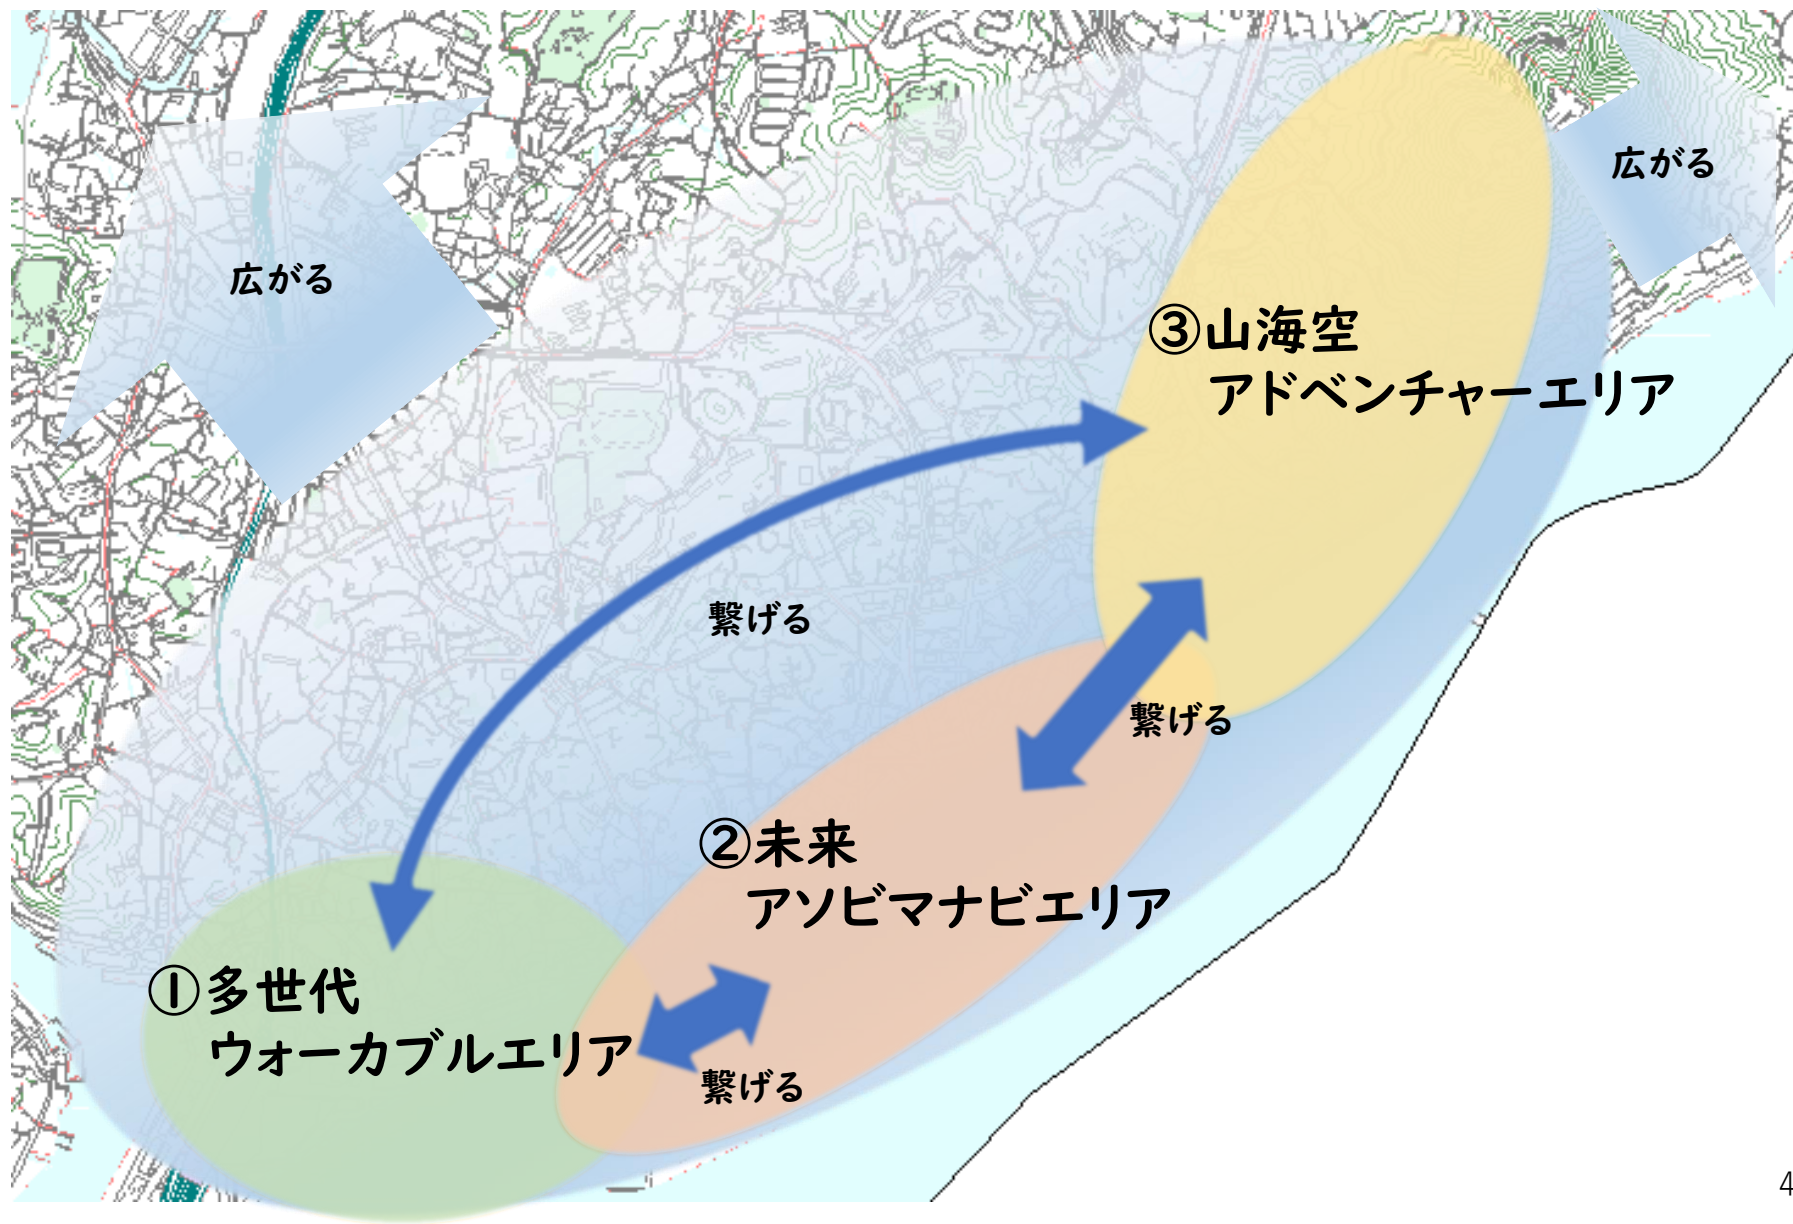 広がる
広がる
③山海空
アドベンチャーエリア
繋げる
繋げる
②未来
アソビマナビエリア
①多世代
ウォーカブルエリア
繋げる
4